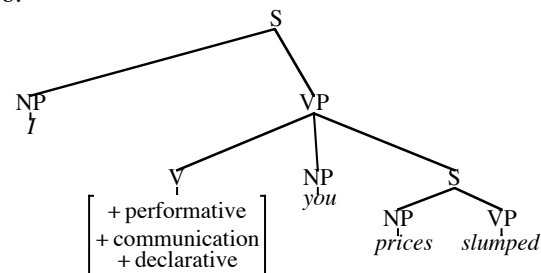 S
NP VP
I
V NP S
you
+ performative
+ communication
+ declarative
NP VP
prices slumped